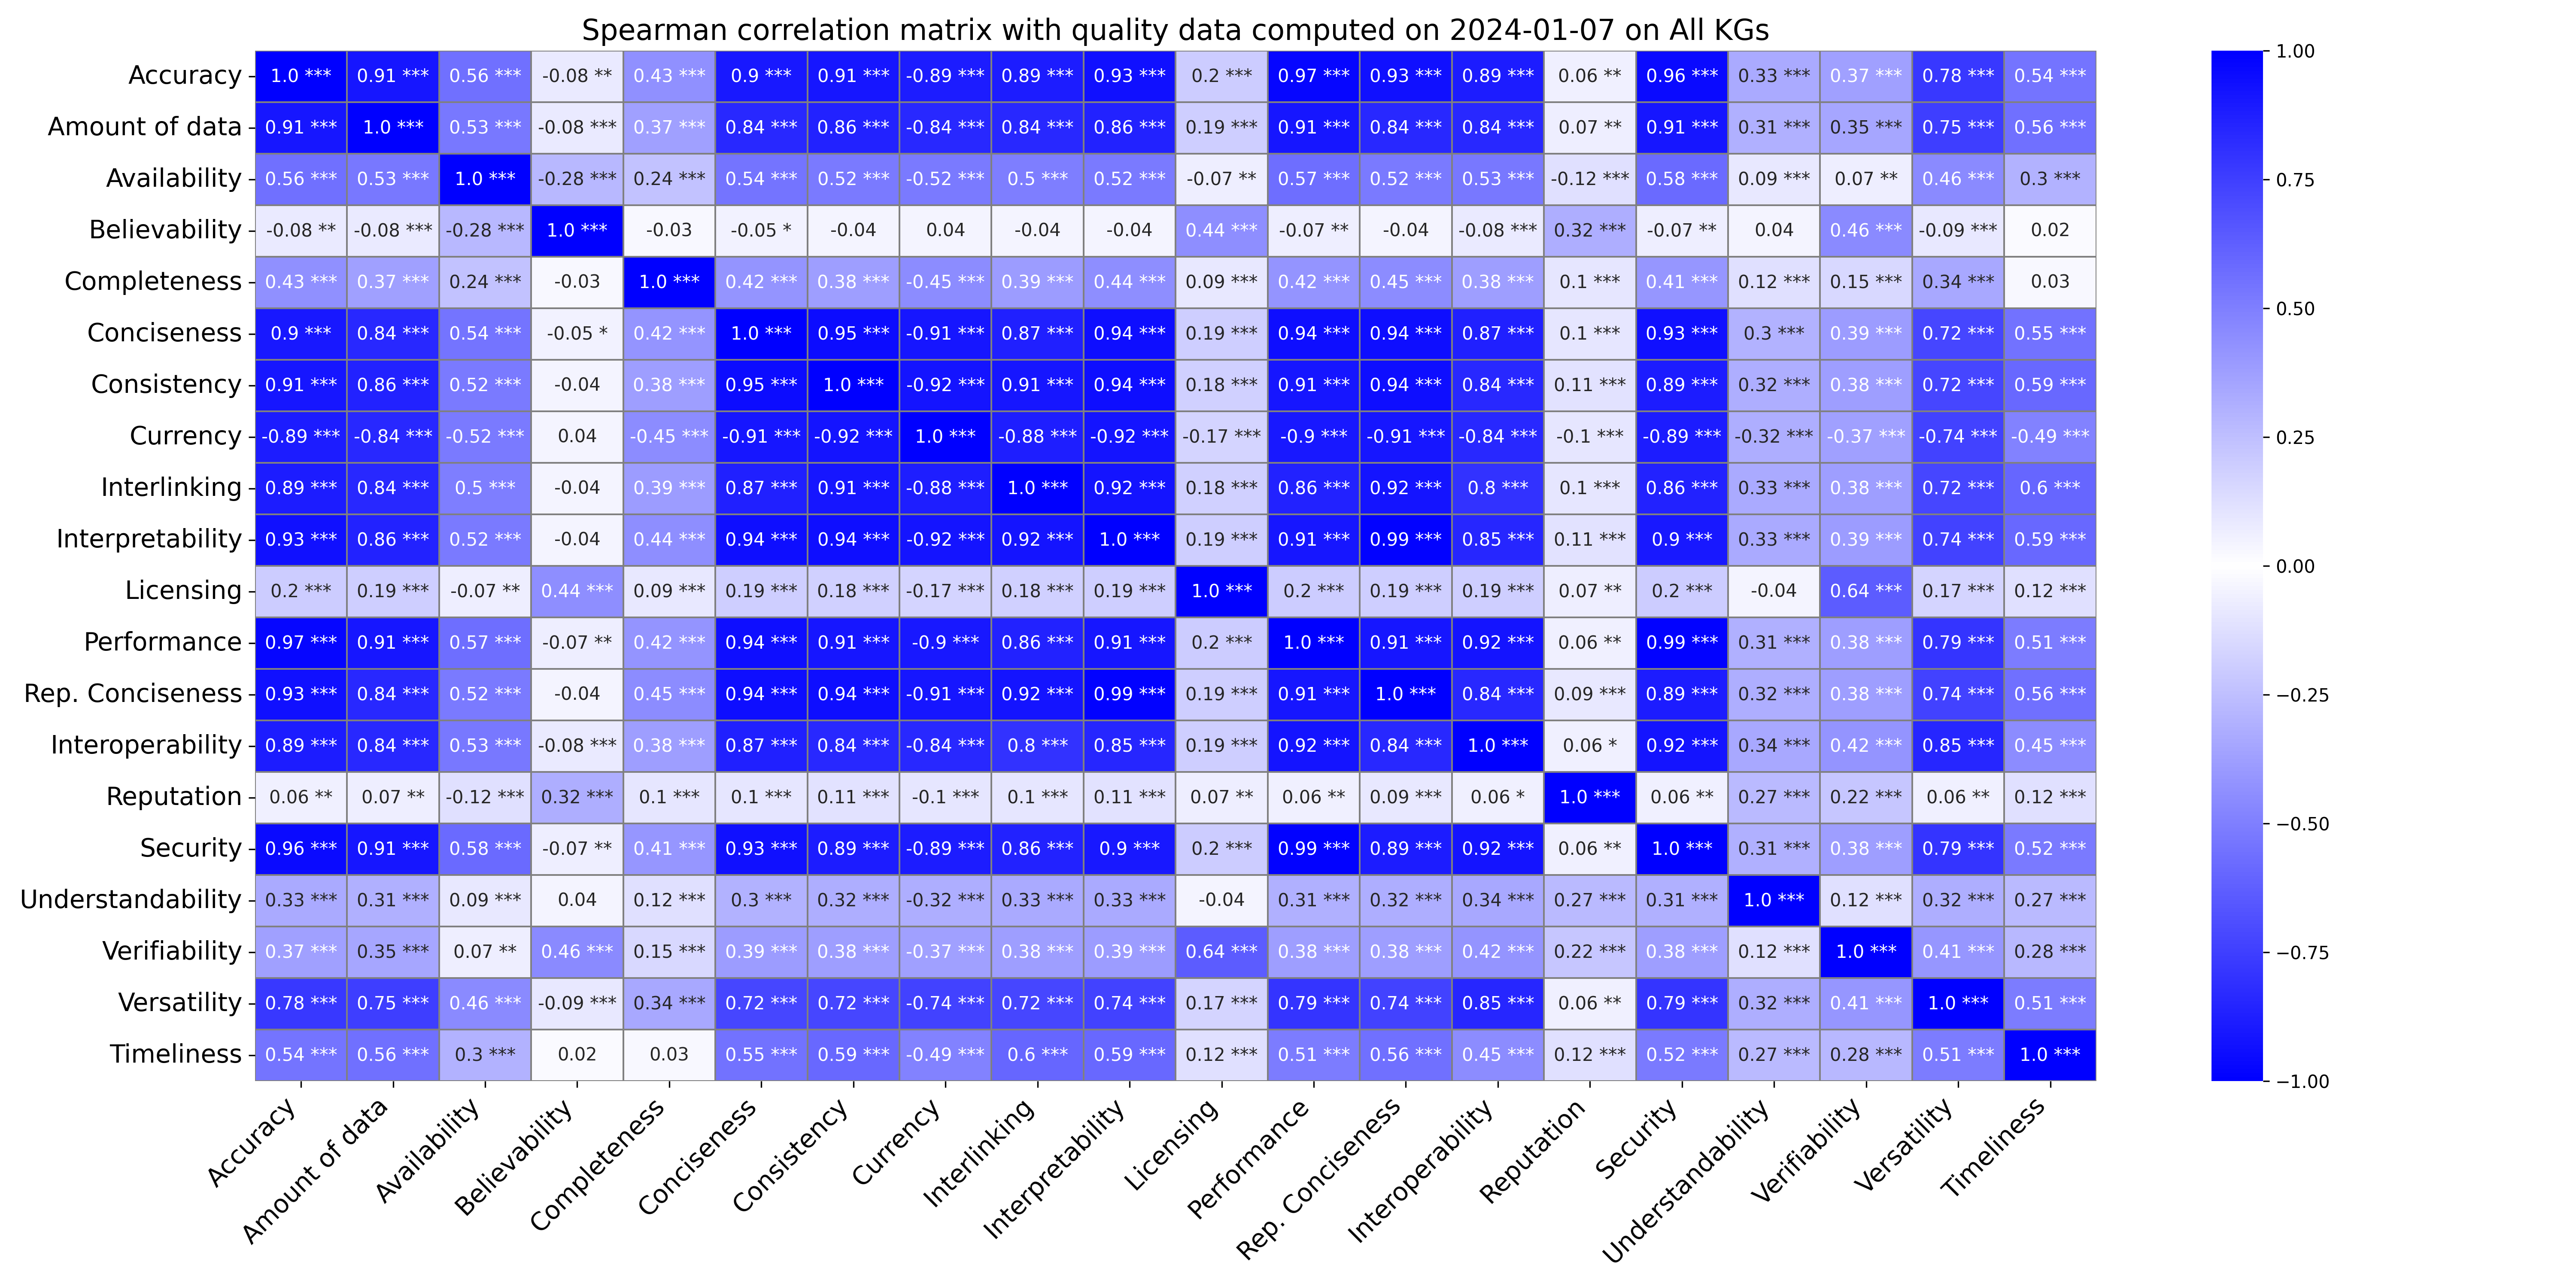 Spearman correlation matrix with quality data computed on 2024-01-07 on All KGs
Accuracy 1.0 *** 0.91 *** 0.56 *** -0.08 ** 0.43 *** 0.9 *** 0.91 *** -0.89 *** 0.89 *** 0.93 *** 0.2 *** 0.97 *** 0.93 *** 0.89 *** 0.06 ** 0.96 *** 0.33 *** 0.37 *** 0.78 *** 0.54 ***
Amount of data 0.91 *** 1.0 *** 0.53 *** -0.08 *** 0.37 *** 0.84 *** 0.86 *** -0.84 *** 0.84 *** 0.86 *** 0.19 *** 0.91 *** 0.84 *** 0.84 *** 0.07 ** 0.91 *** 0.31 *** 0.35 *** 0.75 *** 0.56 ***
Availability 0.56 *** 0.53 *** 1.0 *** -0.28 *** 0.24 *** 0.54 *** 0.52 *** -0.52 *** 0.5 *** 0.52 *** -0.07 ** 0.57 *** 0.52 *** 0.53 *** -0.12 *** 0.58 *** 0.09 *** 0.07 ** 0.46 *** 0.3 ***
Believability -0.08 ** -0.08 *** -0.28 *** 1.0 *** -0.03 -0.05 * -0.04 0.04 -0.04 -0.04 0.44 *** -0.07 ** -0.04 -0.08 *** 0.32 *** -0.07 ** 0.04 0.46 *** -0.09 *** 0.02
Completeness 0.43 *** 0.37 *** 0.24 *** -0.03 1.0 *** 0.42 *** 0.38 *** -0.45 *** 0.39 *** 0.44 *** 0.09 *** 0.42 *** 0.45 *** 0.38 *** 0.1 *** 0.41 *** 0.12 *** 0.15 *** 0.34 *** 0.03
Conciseness 0.9 *** 0.84 *** 0.54 *** -0.05 * 0.42 *** 1.0 *** 0.95 *** -0.91 *** 0.87 *** 0.94 *** 0.19 *** 0.94 *** 0.94 *** 0.87 *** 0.1 *** 0.93 *** 0.3 *** 0.39 *** 0.72 *** 0.55 ***
Consistency 0.91 *** 0.86 *** 0.52 *** -0.04 0.38 *** 0.95 *** 1.0 *** -0.92 *** 0.91 *** 0.94 *** 0.18 *** 0.91 *** 0.94 *** 0.84 *** 0.11 *** 0.89 *** 0.32 *** 0.38 *** 0.72 *** 0.59 ***
Currency -0.89 *** -0.84 *** -0.52 *** 0.04 -0.45 *** -0.91 *** -0.92 *** 1.0 *** -0.88 *** -0.92 *** -0.17 *** -0.9 *** -0.91 *** -0.84 *** -0.1 *** -0.89 *** -0.32 *** -0.37 *** -0.74 *** -0.49 ***
Interlinking 0.89 *** 0.84 *** 0.5 *** -0.04 0.39 *** 0.87 *** 0.91 *** -0.88 *** 1.0 *** 0.92 *** 0.18 *** 0.86 *** 0.92 *** 0.8 *** 0.1 *** 0.86 *** 0.33 *** 0.38 *** 0.72 *** 0.6 ***
Interpretability 0.93 *** 0.86 *** 0.52 *** -0.04 0.44 *** 0.94 *** 0.94 *** -0.92 *** 0.92 *** 1.0 *** 0.19 *** 0.91 *** 0.99 *** 0.85 *** 0.11 *** 0.9 *** 0.33 *** 0.39 *** 0.74 *** 0.59 ***
Licensing 0.2 *** 0.19 *** -0.07 ** 0.44 *** 0.09 *** 0.19 *** 0.18 *** -0.17 *** 0.18 *** 0.19 *** 1.0 *** 0.2 *** 0.19 *** 0.19 *** 0.07 ** 0.2 *** -0.04 0.64 *** 0.17 *** 0.12 ***
Performance 0.97 *** 0.91 *** 0.57 *** -0.07 ** 0.42 *** 0.94 *** 0.91 *** -0.9 *** 0.86 *** 0.91 *** 0.2 *** 1.0 *** 0.91 *** 0.92 *** 0.06 ** 0.99 *** 0.31 *** 0.38 *** 0.79 *** 0.51 ***
Rep. Conciseness 0.93 *** 0.84 *** 0.52 *** -0.04 0.45 *** 0.94 *** 0.94 *** -0.91 *** 0.92 *** 0.99 *** 0.19 *** 0.91 *** 1.0 *** 0.84 *** 0.09 *** 0.89 *** 0.32 *** 0.38 *** 0.74 *** 0.56 ***
Interoperability 0.89 *** 0.84 *** 0.53 *** -0.08 *** 0.38 *** 0.87 *** 0.84 *** -0.84 *** 0.8 *** 0.85 *** 0.19 *** 0.92 *** 0.84 *** 1.0 *** 0.06 * 0.92 *** 0.34 *** 0.42 *** 0.85 *** 0.45 ***
Reputation 0.06 ** 0.07 ** -0.12 *** 0.32 *** 0.1 *** 0.1 *** 0.11 *** -0.1 *** 0.1 *** 0.11 *** 0.07 ** 0.06 ** 0.09 *** 0.06 * 1.0 *** 0.06 ** 0.27 *** 0.22 *** 0.06 ** 0.12 ***
Security 0.96 *** 0.91 *** 0.58 *** -0.07 ** 0.41 *** 0.93 *** 0.89 *** -0.89 *** 0.86 *** 0.9 *** 0.2 *** 0.99 *** 0.89 *** 0.92 *** 0.06 ** 1.0 *** 0.31 *** 0.38 *** 0.79 *** 0.52 ***
Understandability 0.33 *** 0.31 *** 0.09 *** 0.04 0.12 *** 0.3 *** 0.32 *** -0.32 *** 0.33 *** 0.33 *** -0.04 0.31 *** 0.32 *** 0.34 *** 0.27 *** 0.31 *** 1.0 *** 0.12 *** 0.32 *** 0.27 ***
Verifiability 0.37 *** 0.35 *** 0.07 ** 0.46 *** 0.15 *** 0.39 *** 0.38 *** -0.37 *** 0.38 *** 0.39 *** 0.64 *** 0.38 *** 0.38 *** 0.42 *** 0.22 *** 0.38 *** 0.12 *** 1.0 *** 0.41 *** 0.28 ***
Versatility 0.78 *** 0.75 *** 0.46 *** -0.09 *** 0.34 *** 0.72 *** 0.72 *** -0.74 *** 0.72 *** 0.74 *** 0.17 *** 0.79 *** 0.74 *** 0.85 *** 0.06 ** 0.79 *** 0.32 *** 0.41 *** 1.0 *** 0.51 ***
Timeliness 0.54 *** 0.56 *** 0.3 *** 0.02 0.03 0.55 *** 0.59 *** -0.49 *** 0.6 *** 0.59 *** 0.12 *** 0.51 *** 0.56 *** 0.45 *** 0.12 *** 0.52 *** 0.27 *** 0.28 *** 0.51 *** 1.0 ***
Accuracy
Amount of data
Availability
Believability
Completeness
Conciseness
Consistency
Currency
Interlinking
Interpretability
Licensing
Performance
Rep. Conciseness
Interoperability
Reputation
Security
Understandability
Verifiability
Versatility
Timeliness
1.00
0.75
0.50
0.25
0.00
−0.25
−0.50
−0.75
−1.00